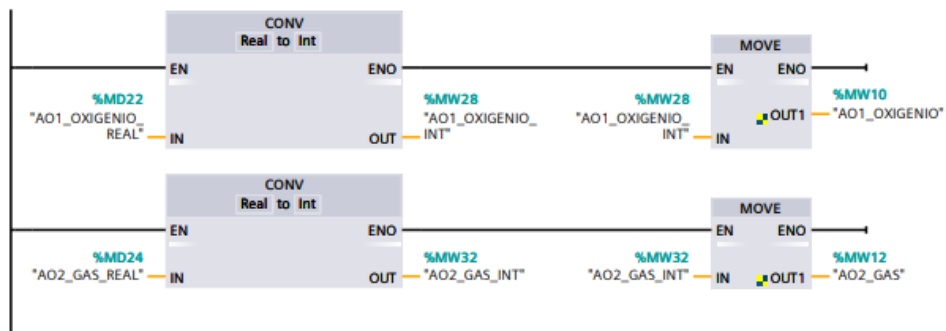 CONV
Real to Int
MOVE
EN ENO
EN ENO
%MD22
"AO1_OXIGENIO_
REAL"
IN
%MW28
"AO1_OXIGENIO_
INT"
OUT
%MW28
"AO1_OXIGENIO_
INT"
IN
OUT1
%MW10
"AO1_OXIGENIO"
CONV
Real to Int
MOVE
EN ENO
EN ENO
%MD24
"AO2_GAS_REAL"
IN
%MW32
"AO2_GAS_INT"
OUT
%MW32
"AO2_GAS_INT"
IN
OUT1
%MW12
"AO2_GAS"